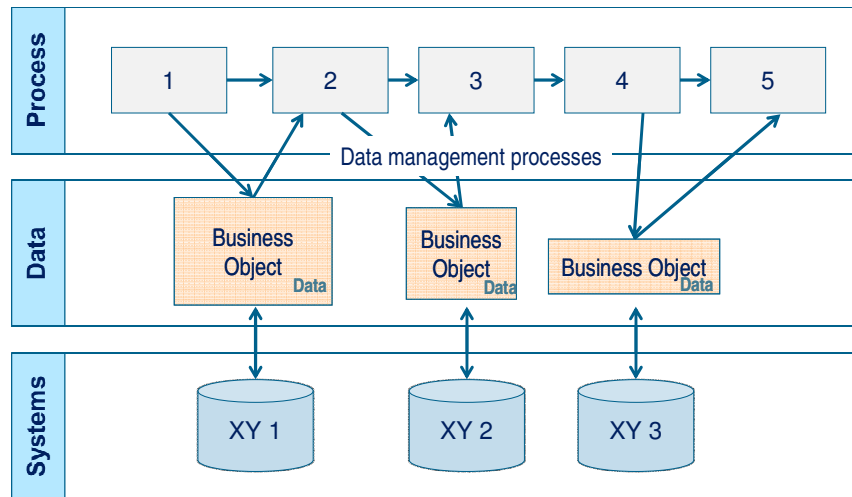 Process
1
2
3
4
5
Data management processes
Data
Business
Object
Data
Business
Object
Data
Business Object
Data
Systems
XY 1
XY 2
XY 3